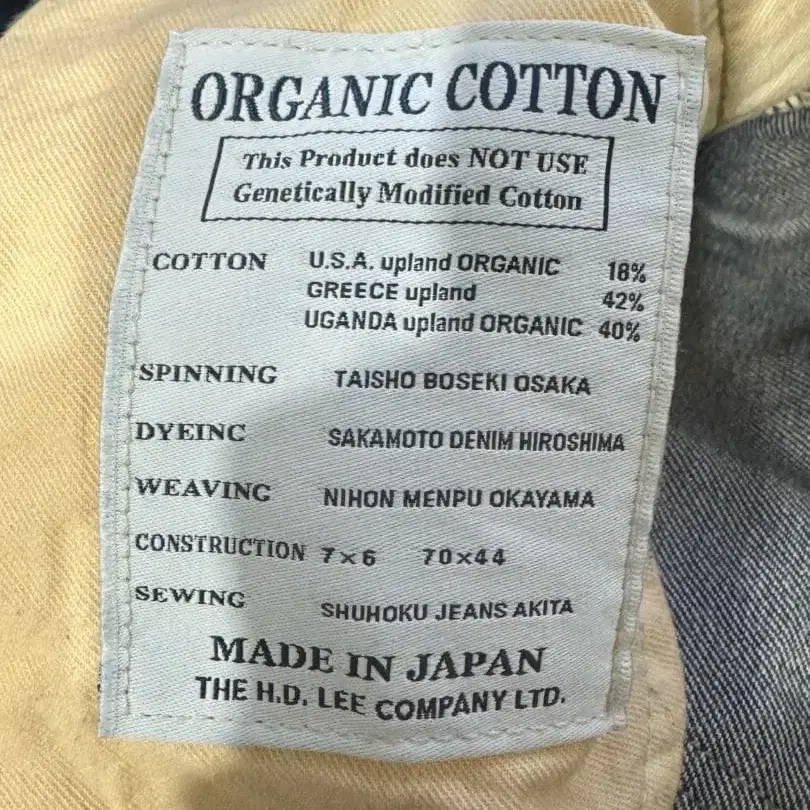 ORGANIC COTTON
This Product does NOT USE
Genetically Modified Cotton
COTTON U.S.A. upland ORGANIC 18%
GREECE upland 42%
UGANDA upland ORGANIC 40%
SPINNING TAISHO BOSEKI OSAKA
DYEINC SAKAMOTO DENIM HIROSHIMA
WEAVING NIHON MENPU OKAYAMA
CONSTRUCTION 7×6 70×44
SEWING SHUHOKU JEANS AKITA
MADE IN JAPAN
THE H.D. LEE COMPANY LTD.